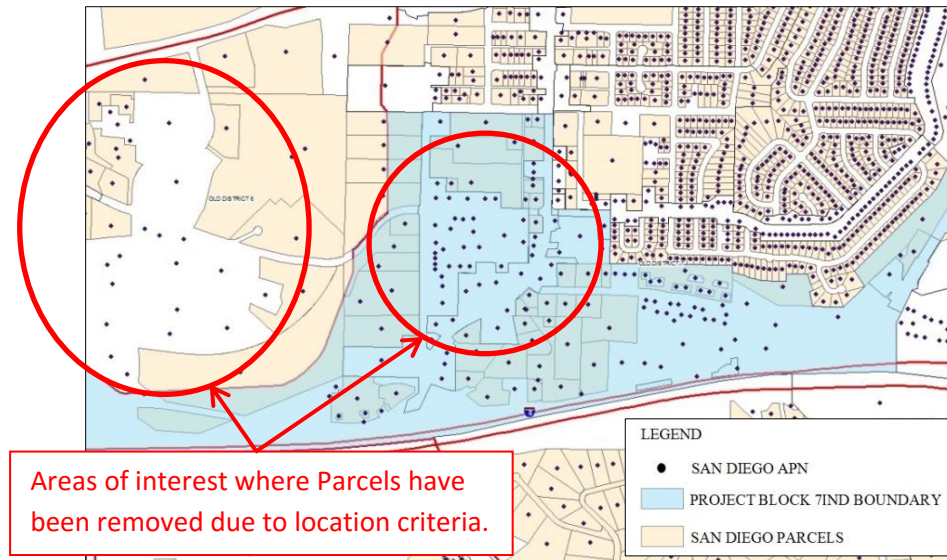 OLD DISTRICT 6
Areas of interest where Parcels have
been removed due to location criteria.
LEGEND
SAN DIEGO APN
PROJECT BLOCK 7IND BOUNDARY
SAN DIEGO PARCELS